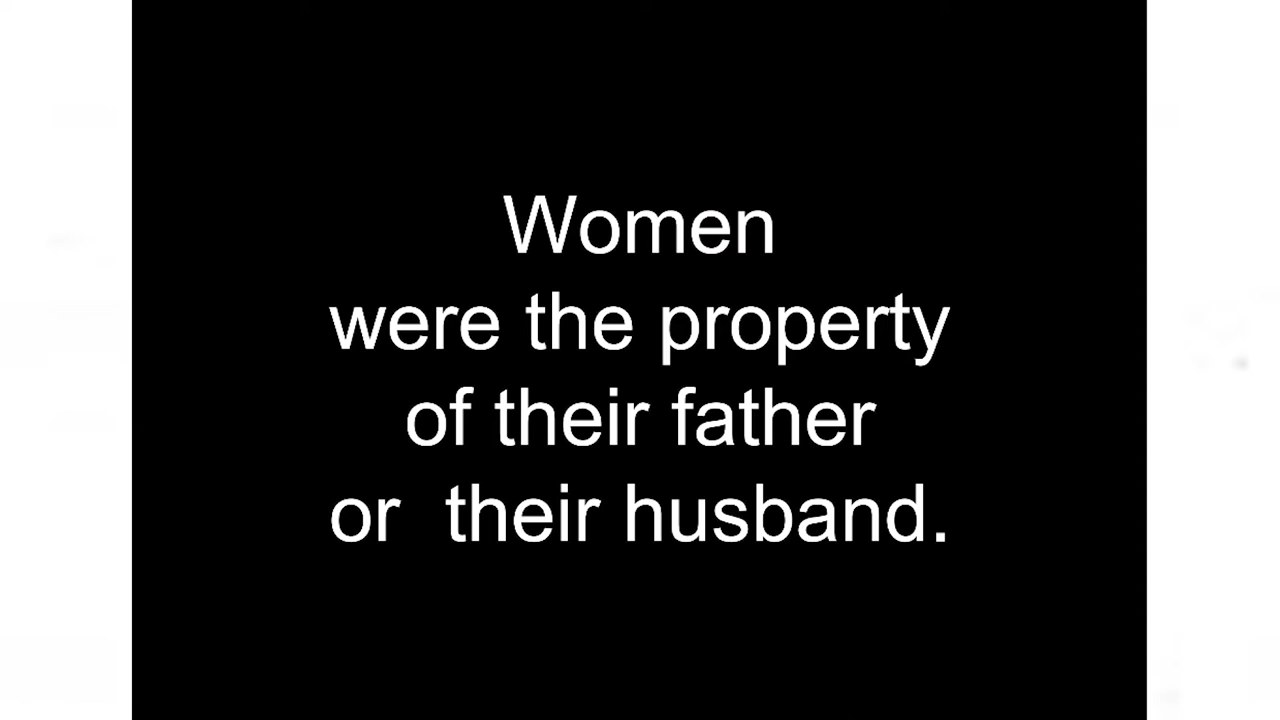 Women
were the property
of their father
or  their husband.